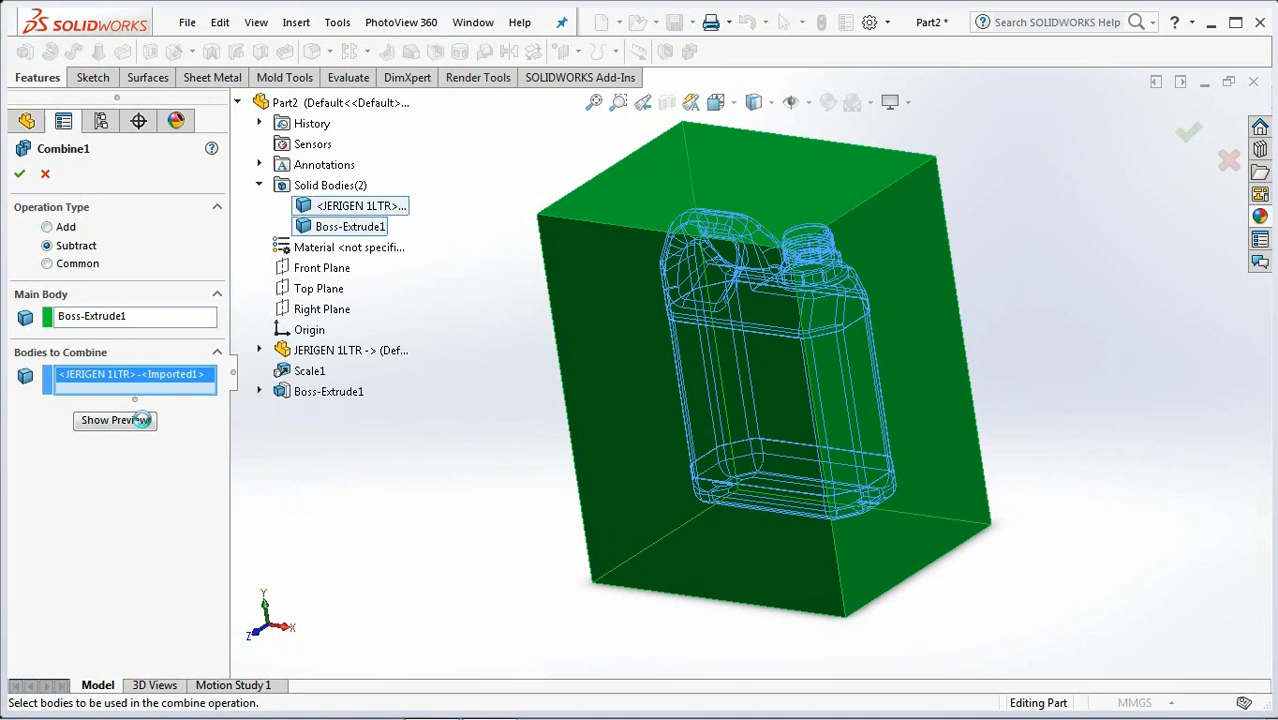 SOLIDWORKS
File Edit View Insert Tools PhotoView 360 Window Help
Part2 *
Search SOLIDWORKS Help
?
Features Sketch Surfaces Sheet Metal Mold Tools Evaluate DimXpert Render Tools SOLIDWORKS Add-Ins
Combine1
Operation Type
Add
Subtract
Common
Main Body
Boss-Extrude1
Bodies to Combine
<JERIGEN 1LTR>-<Imported1>
Show Preview
Part2 (Default<<Default>...
History
Sensors
Annotations
Solid Bodies(2)
<JERIGEN 1LTR>...
Boss-Extrude1
Material <not specifi...
Front Plane
Top Plane
Right Plane
Origin
JERIGEN 1LTR -> (Def...
Scale1
Boss-Extrude1
Y
X
Z
Model 3D Views Motion Study 1
Select bodies to be used in the combine operation.
Editing Part
MMGS